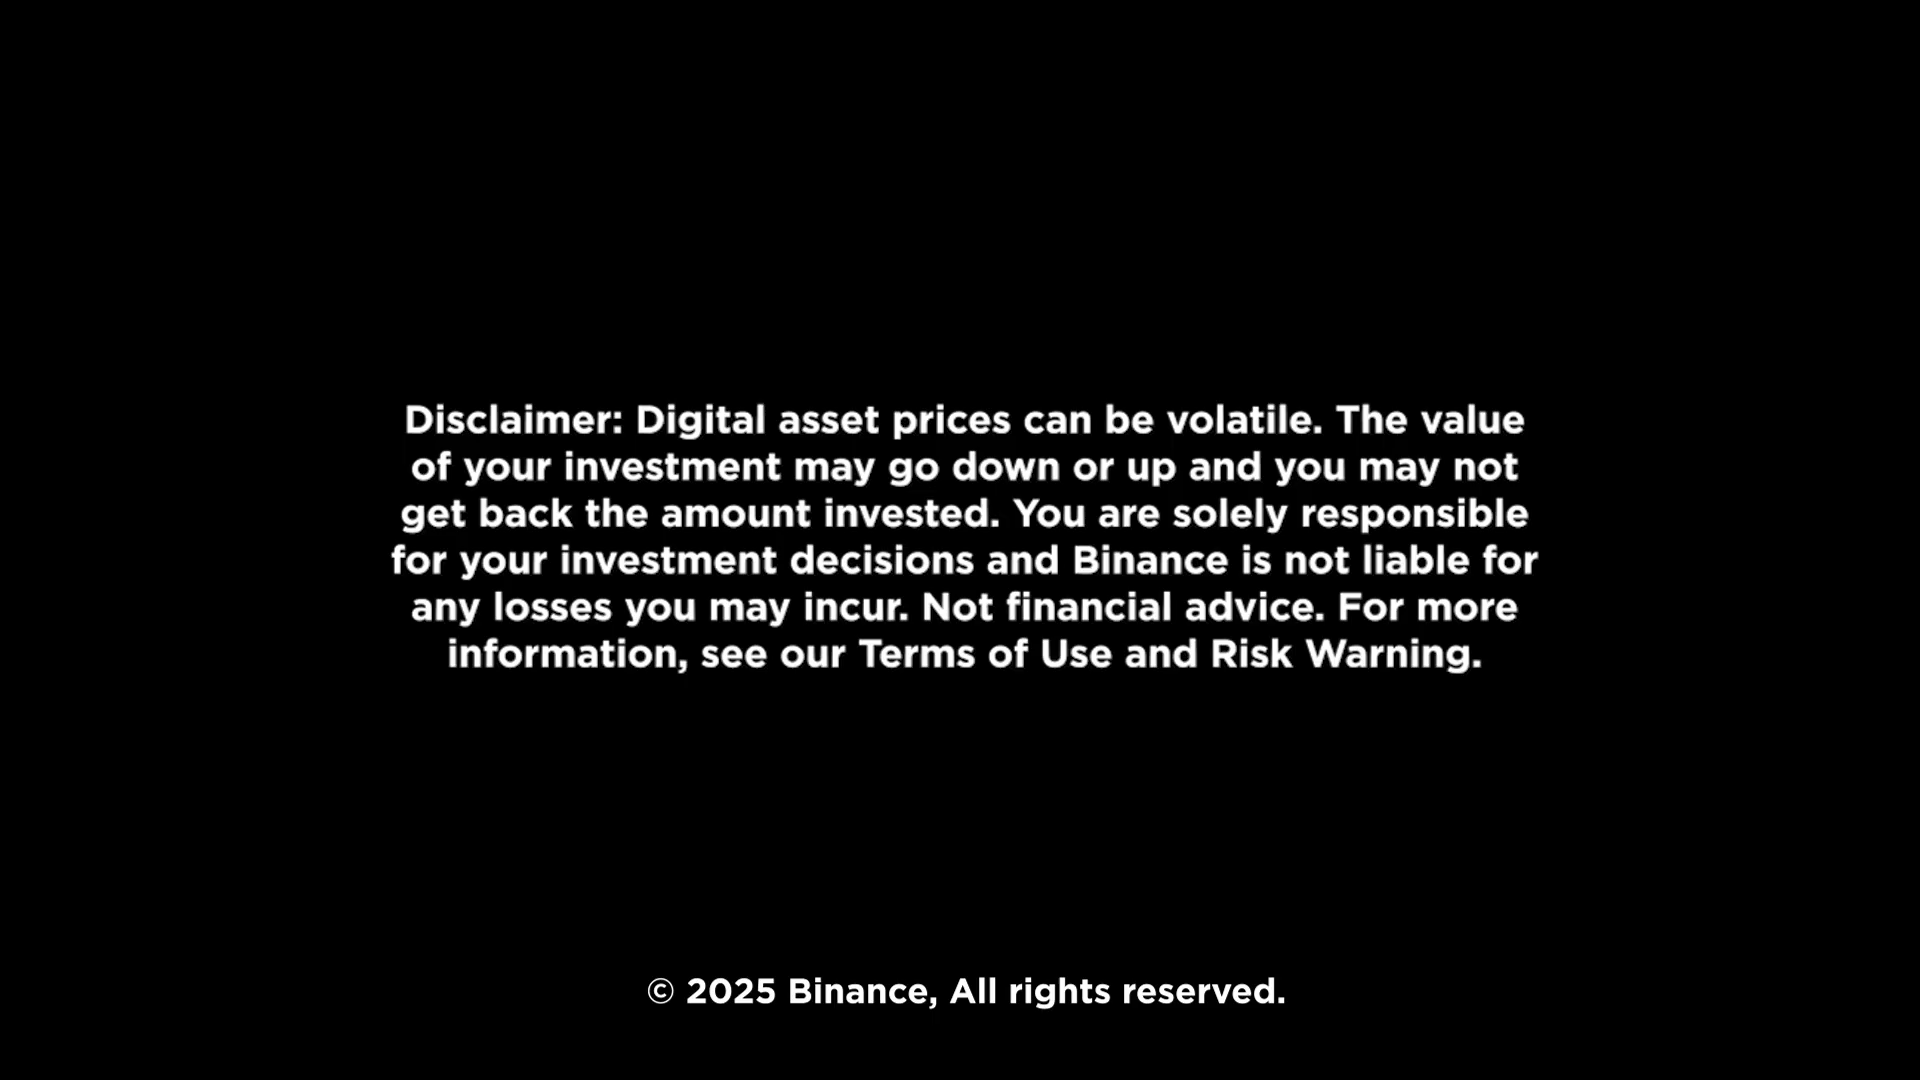 Disclaimer: Digital asset prices can be volatile. The value
of your investment may go down or up and you may not
get back the amount invested. You are solely responsible
for your investment decisions and Binance is not liable for
any losses you may incur. Not financial advice. For more
information, see our Terms of Use and Risk Warning.
© 2025 Binance, All rights reserved.